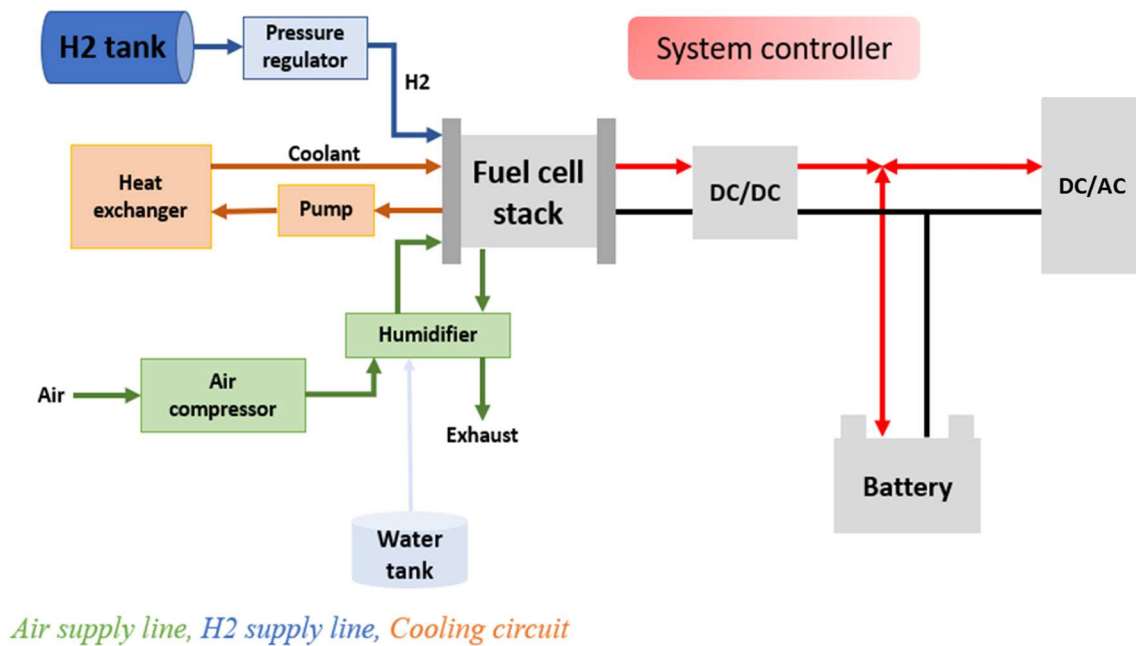 H2 tank
Pressure
regulator
System controller
H2
Coolant
Heat
exchanger
Pump
Fuel cell
stack
DC/DC
DC/AC
Humidifier
Air
Air
compressor
Exhaust
Battery
Water
tank
Air supply line, H2 supply line, Cooling circuit